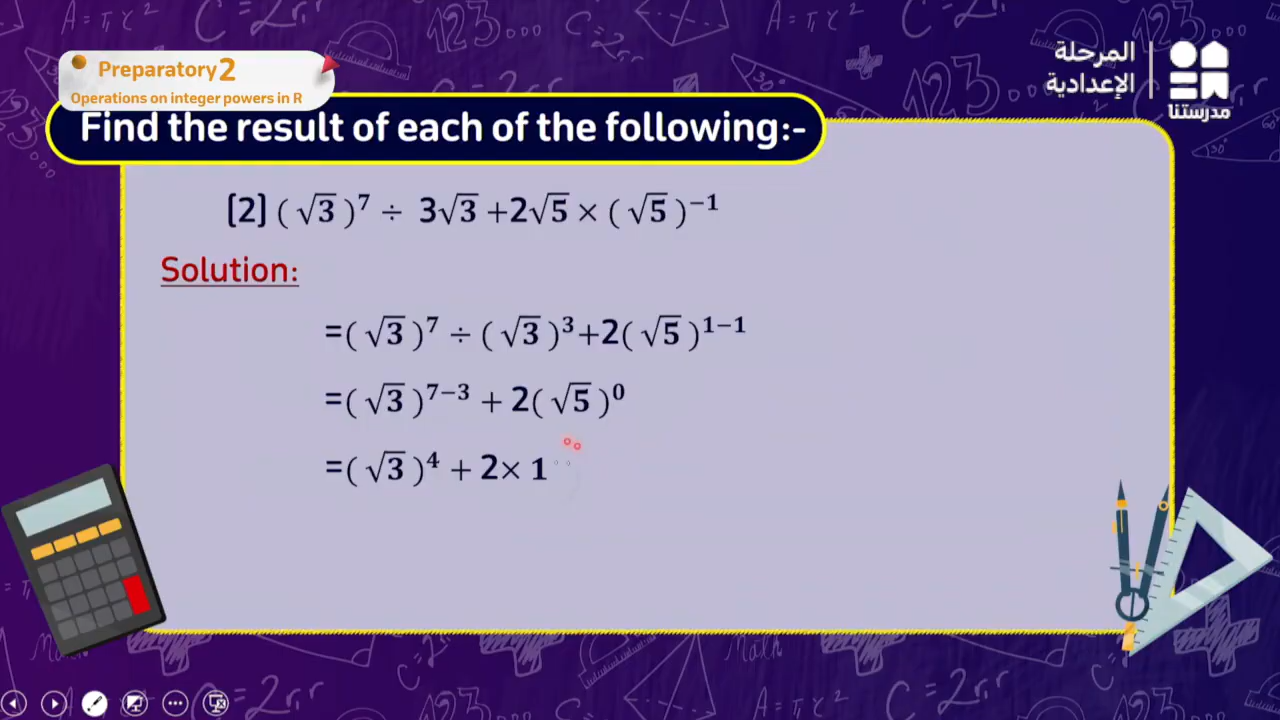 Preparatory 2
Operations on integer powers in R
المرحلة
الإعدادية
مدرستنا
Find the result of each of the following:-
[2] (√3)⁷ ÷ 3√3 +2√5 × (√5)⁻¹
Solution:
=(√3)⁷ ÷ (√3)³+2(√5)¹⁻¹
=(√3)⁷⁻³ + 2(√5)⁰
=(√3)⁴ + 2× 1